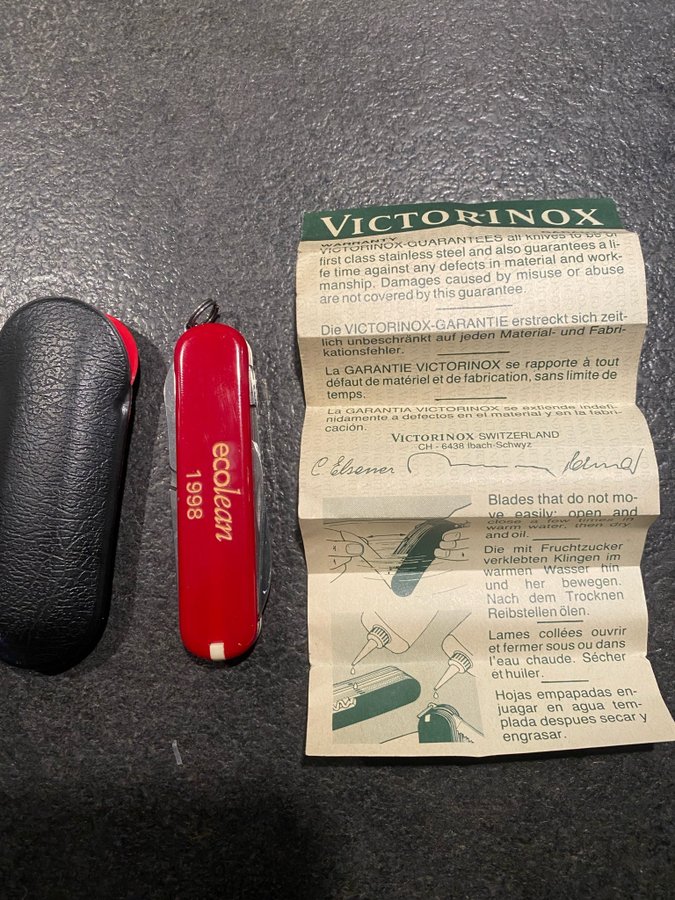 ecolean
1998
VICTORINOX
WARRANTY
VICTORINOX-GUARANTEES all knives to be of
first class stainless steel and also guarantees a li-
fe time against any defects in material and work-
manship. Damages caused by misuse or abuse
are not covered by this guarantee.
Die VICTORINOX-GARANTIE erstreckt sich zeit-
lich unbeschränkt auf jeden Material- und Fabri-
kationsfehler.
La GARANTIE VICTORINOX se rapporte à tout
défaut de matériel et de fabrication, sans limite de
temps.
La GARANTIA VICTORINOX se extiende indefi-
nidamente a defectos en el material y en la fabri-
cación.
VICTORINOX SWITZERLAND
CH - 6438 Ibach-Schwyz
C Elsener
Blades that do not mo-
ve easily: open and
close a few times in
warm water, then dry
and oil.
Die mit Fruchtzucker
verklebten Klingen im
warmen Wasser hin
und her bewegen.
Nach dem Trocknen
Reibstellen ölen.
Lames collées ouvrir
et fermer sous ou dans
l'eau chaude. Sécher
et huiler.
Hojas empapadas en-
juagar en agua tem-
plada despues secar y
engrasar.